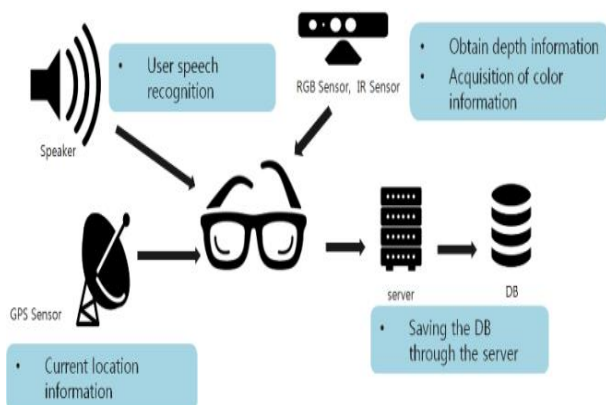 • User speech
recognition
Speaker
RGB Sensor, IR Sensor
• Obtain depth information
• Acquisition of color
information
GPS Sensor
• Current location
information
server
DB
• Saving the DB
through the server